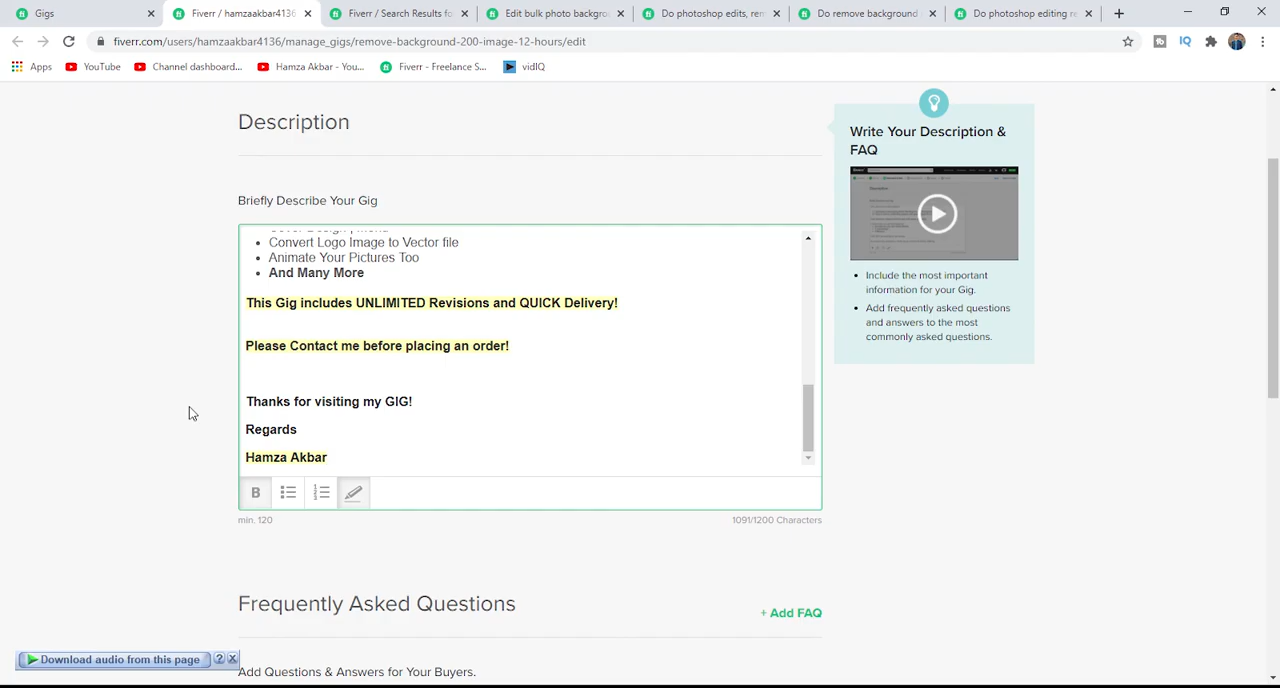 Gigs
Fiverr / hamzaakbar4136
Fiverr / Search Results fo
Edit bulk photo backgro
Do photoshop edits, rem
Do remove background
Do photoshop editing re
fiverr.com/users/hamzaakbar4136/manage_gigs/remove-background-200-image-12-hours/edit
Apps
YouTube
Channel dashboard...
Hamza Akbar - You...
Fiverr - Freelance S...
vidIQ
Description
Briefly Describe Your Gig
Convert Logo Image to Vector file
Animate Your Pictures Too
And Many More
This Gig includes UNLIMITED Revisions and QUICK Delivery!
Please Contact me before placing an order!
Thanks for visiting my GIG!
Regards
Hamza Akbar
B
min. 120
1091/1200 Characters
Write Your Description &
FAQ
Include the most important
information for your Gig.
Add frequently asked questions
and answers to the most
commonly asked questions.
Frequently Asked Questions
+ Add FAQ
Download audio from this page
Add Questions & Answers for Your Buyers.